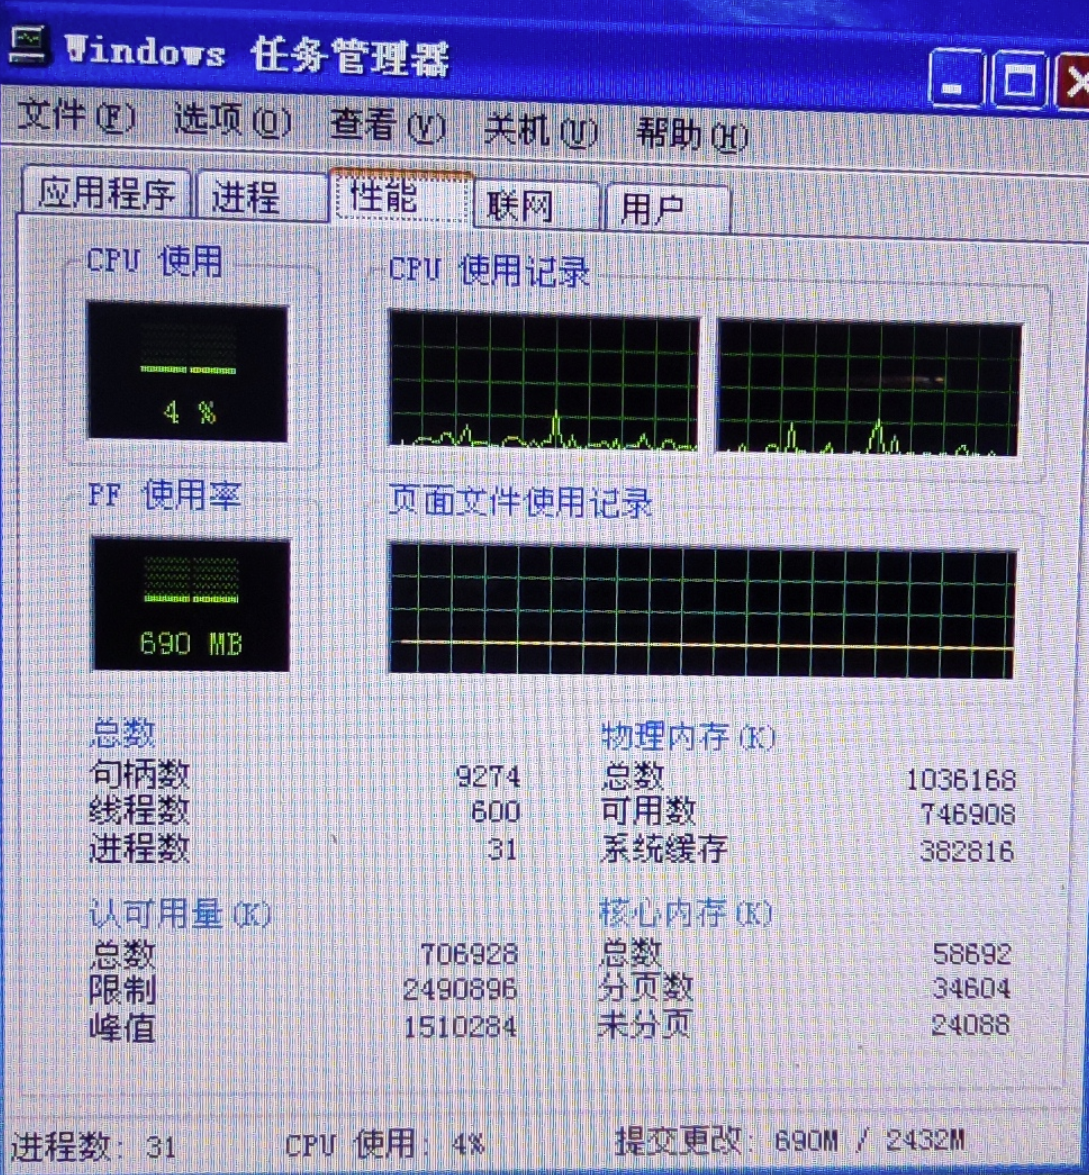 Windows 任务管理器
文件(F) 选项(O) 查看(V) 关机(U) 帮助(H)
应用程序 进程 性能 联网 用户
CPU 使用 CPU 使用记录
4 %
PF 使用率 页面文件使用记录
690 MB
总数 物理内存(K)
句柄数 9274 总数 1036168
线程数 600 可用数 746908
进程数 31 系统缓存 382816
认可用量(K) 核心内存(K)
总数 706928 总数 58692
限制 2490896 分页数 34604
峰值 1510284 未分页 24088
进程数: 31 CPU 使用: 4% 提交更改: 690M / 2432M